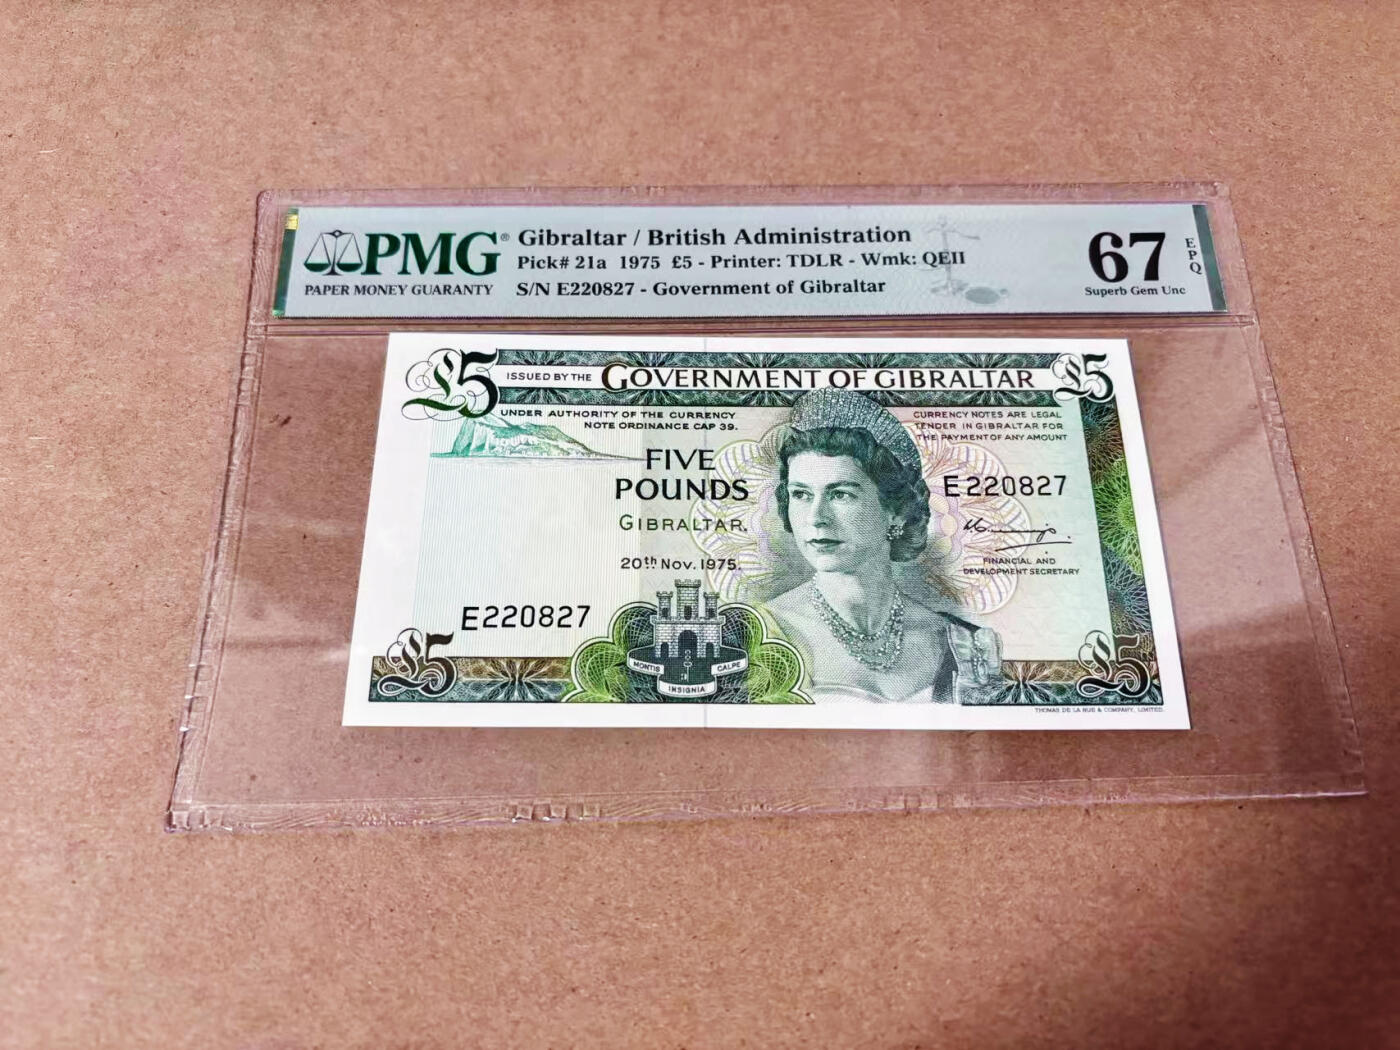 PMG®
PAPER MONEY GUARANTY
Gibraltar / British Administration
Pick# 21a 1975 £5 - Printer: TDLR - Wmk: QEII
S/N E220827 - Government of Gibraltar
67
EPQ
Superb Gem Unc
£5
ISSUED BY THE GOVERNMENT OF GIBRALTAR
£5
UNDER AUTHORITY OF THE CURRENCY
NOTE ORDINANCE CAP 39.
CURRENCY NOTES ARE LEGAL
TENDER IN GIBRALTAR FOR
THE PAYMENT OF ANY AMOUNT
FIVE
POUNDS
GIBRALTAR.
20th Nov. 1975.
E220827
FINANCIAL AND
DEVELOPMENT SECRETARY
E220827
£5
MONTIS
INSIGNIA
CALPE
£5
THOMAS DE LA RUE & COMPANY, LIMITED.